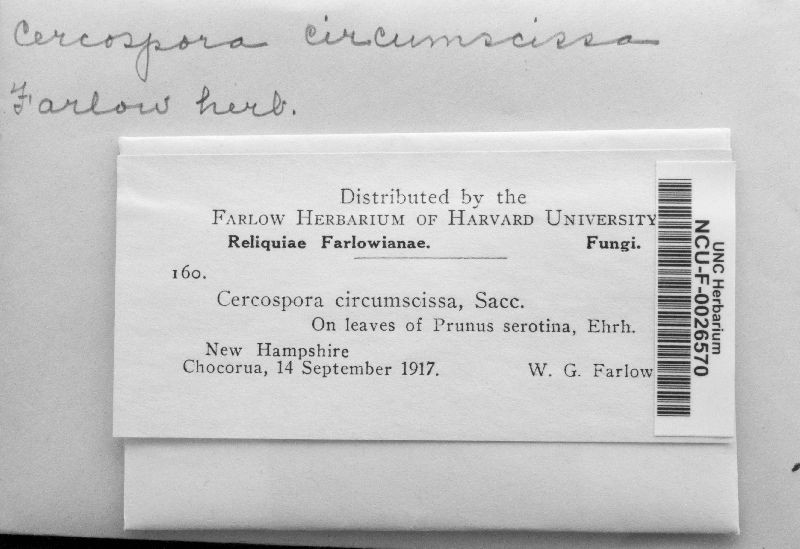 Cercospora circumscissa
Farlow herb.
Distributed by the
FARLOW HERBARIUM OF HARVARD UNIVERSITY
Reliquiae Farlowianae. Fungi.
160.
Cercospora circumscissa, Sacc.
On leaves of Prunus serotina, Ehrh.
New Hampshire
Chocorua, 14 September 1917. W. G. Farlow
UNC Herbarium
NCU-F-0026570